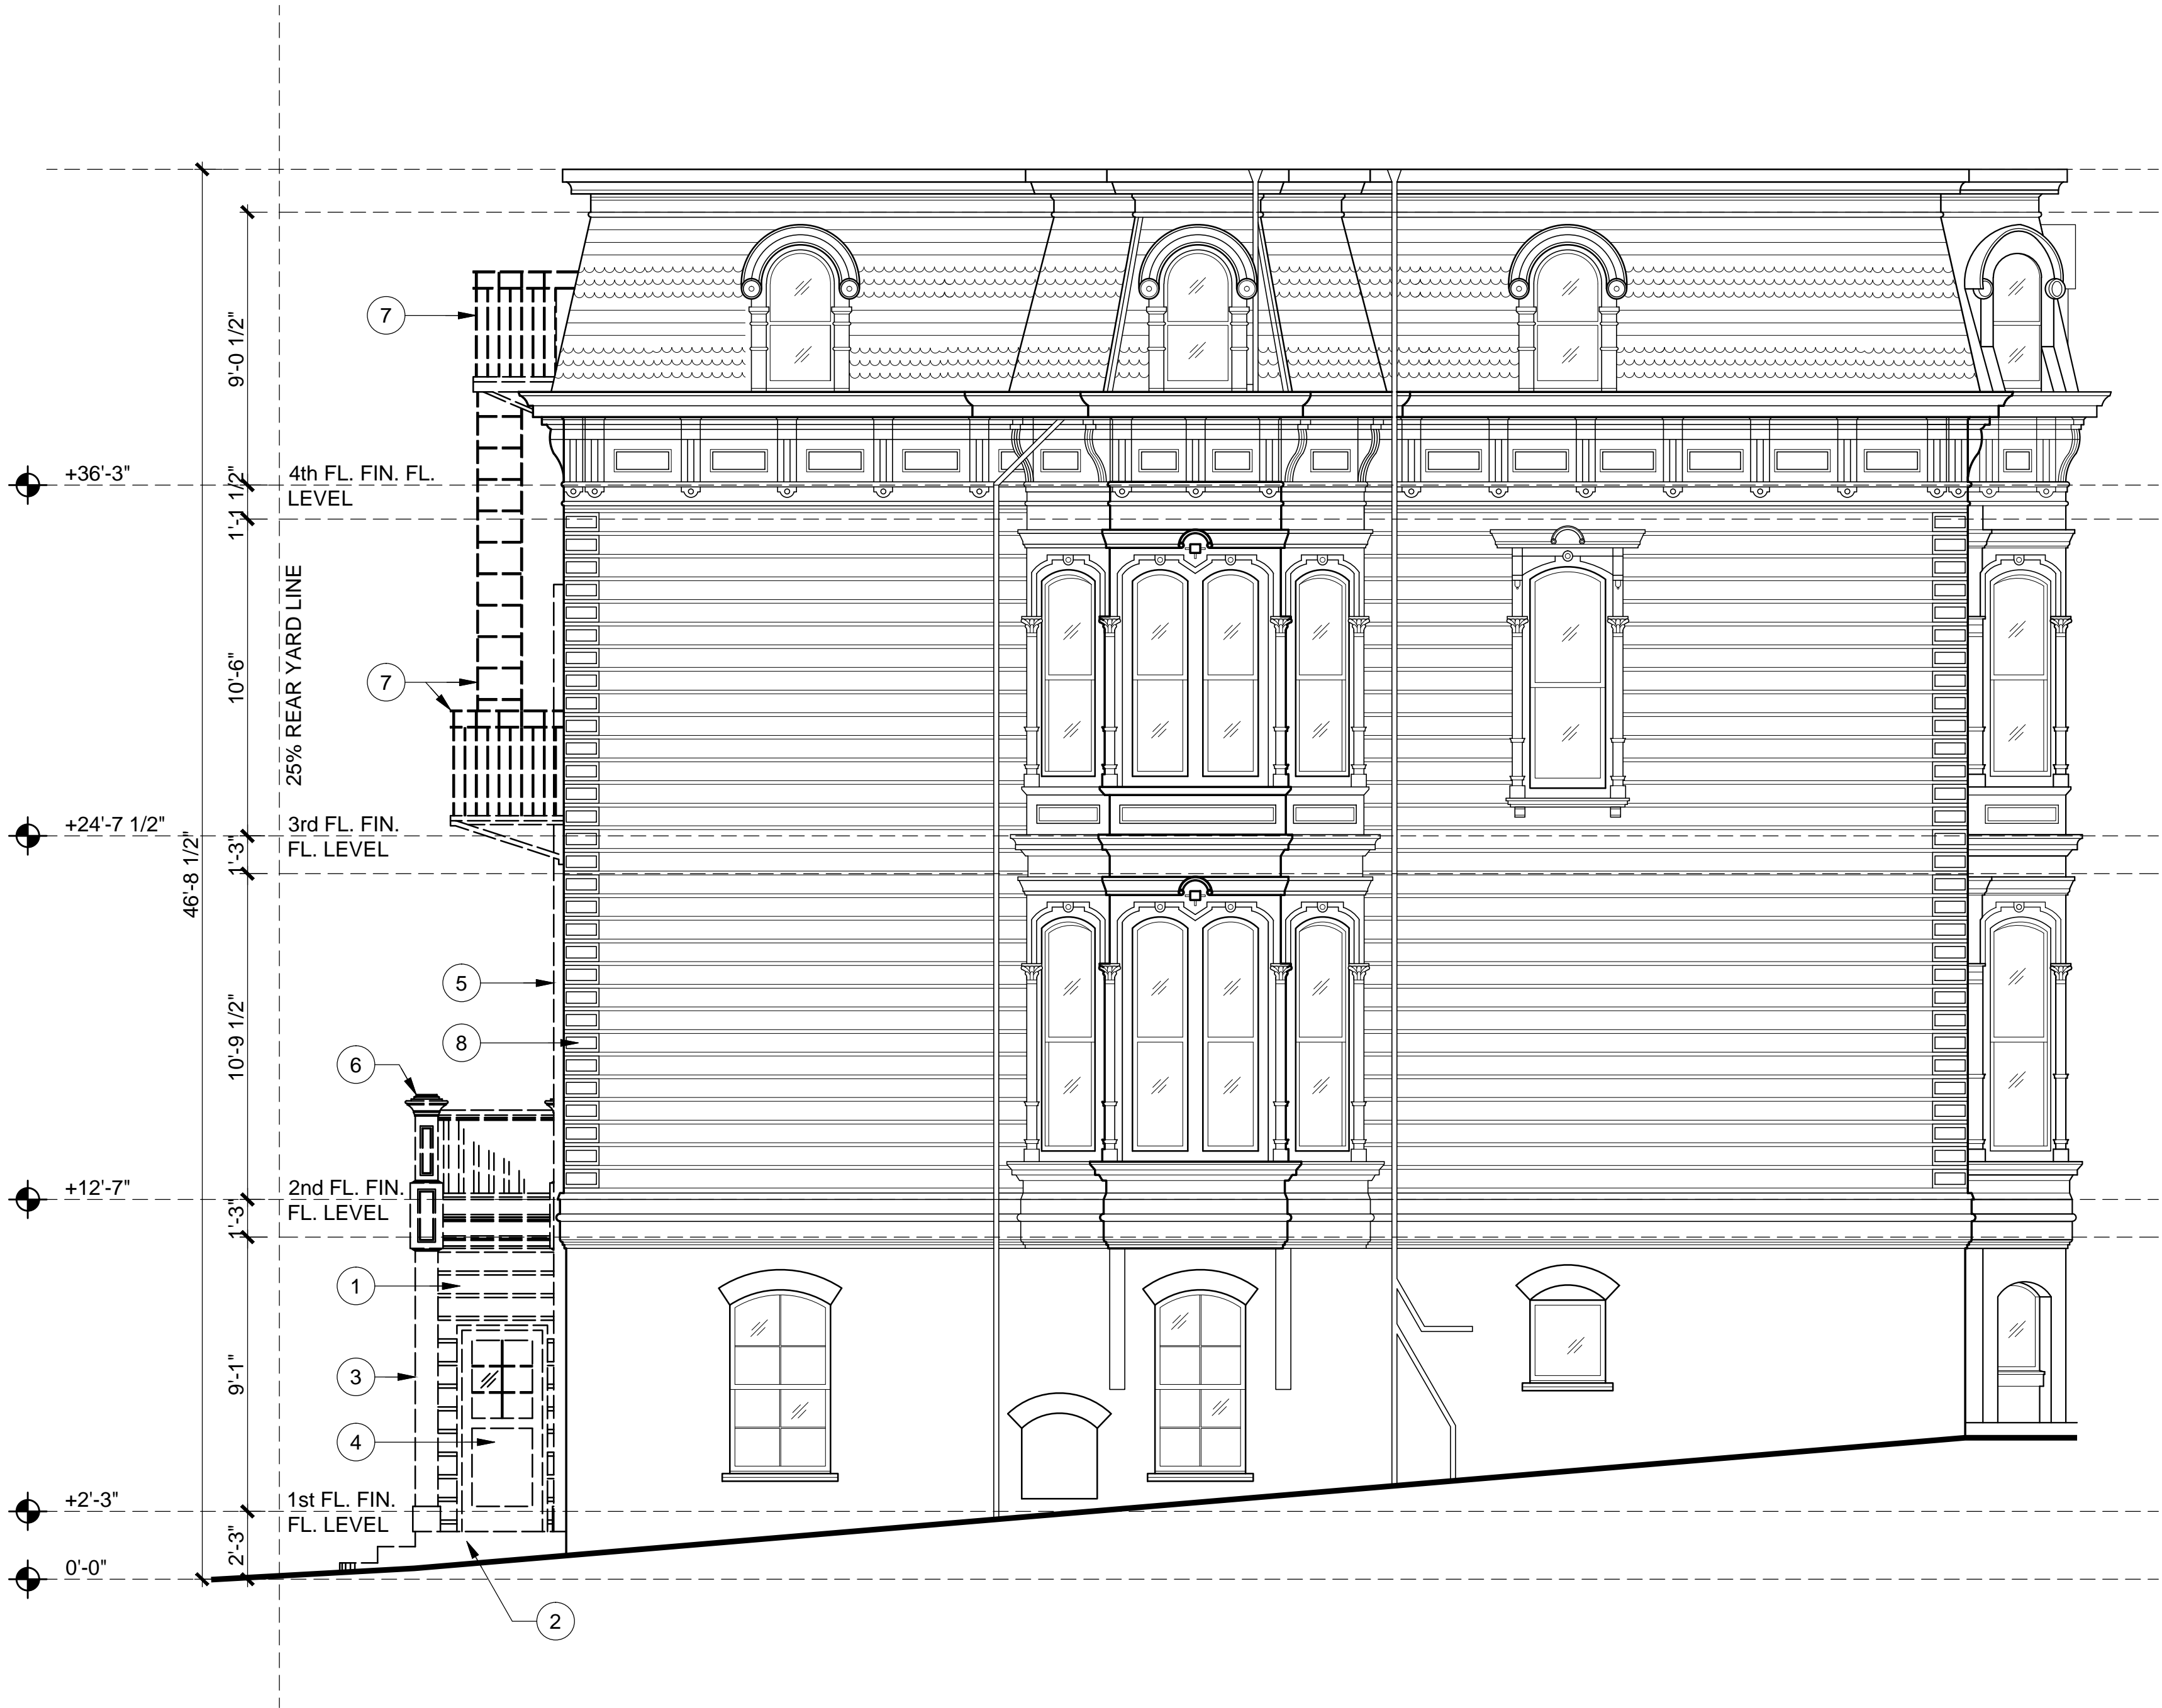 7
9'-0 1/2"
+36'-3"
4th FL. FIN. FL.
LEVEL
1'-1 1/2"
25% REAR YARD LINE
10'-6"
7
+24'-7 1/2"
3rd FL. FIN.
FL. LEVEL
1'-3"
46'-8 1/2"
5
10'-9 1/2"
8
6
+12'-7"
2nd FL. FIN.
FL. LEVEL
1'-3"
1
9'-1"
3
4
+2'-3"
1st FL. FIN.
FL. LEVEL
2'-3"
0'-0"
2